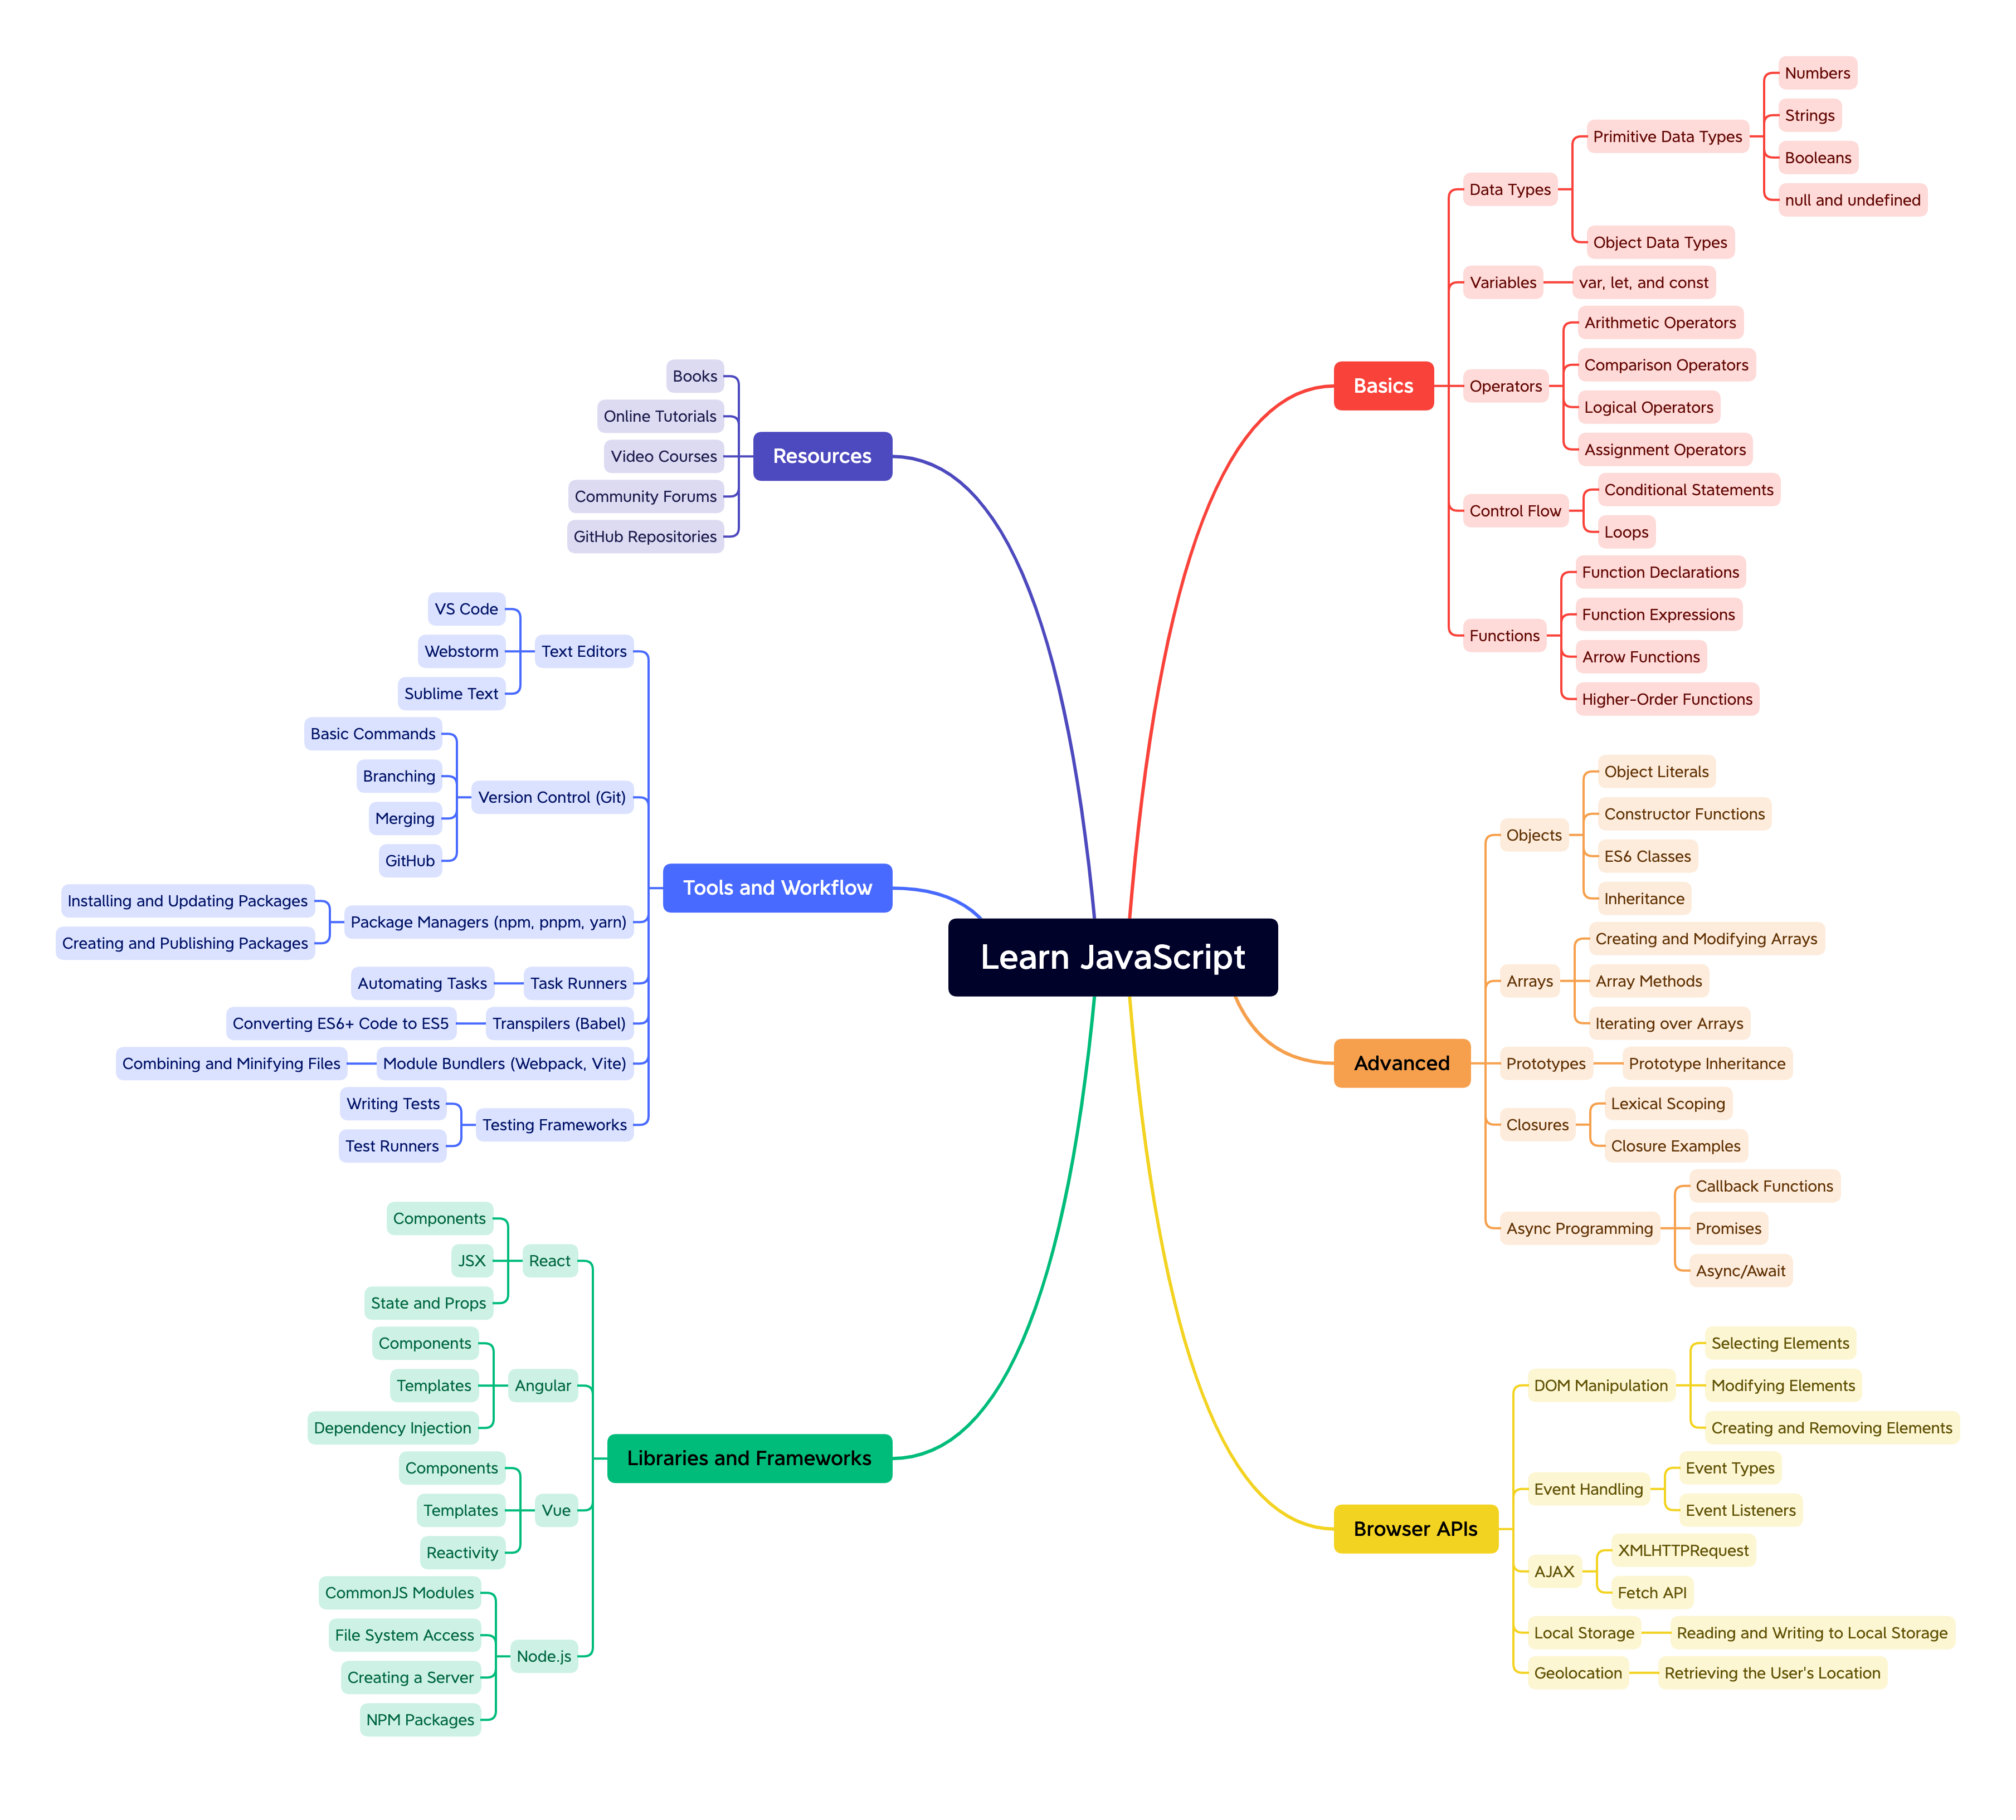 Learn JavaScript
Basics
Data Types
Primitive Data Types
Numbers
Strings
Booleans
null and undefined
Object Data Types
Variables
var, let, and const
Operators
Arithmetic Operators
Comparison Operators
Logical Operators
Assignment Operators
Control Flow
Conditional Statements
Loops
Functions
Function Declarations
Function Expressions
Arrow Functions
Higher-Order Functions
Advanced
Objects
Object Literals
Constructor Functions
ES6 Classes
Inheritance
Arrays
Creating and Modifying Arrays
Array Methods
Iterating over Arrays
Prototypes
Prototype Inheritance
Closures
Lexical Scoping
Closure Examples
Async Programming
Callback Functions
Promises
Async/Await
Browser APIs
DOM Manipulation
Selecting Elements
Modifying Elements
Creating and Removing Elements
Event Handling
Event Types
Event Listeners
AJAX
XMLHTTPRequest
Fetch API
Local Storage
Reading and Writing to Local Storage
Geolocation
Retrieving the User's Location
Resources
Books
Online Tutorials
Video Courses
Community Forums
GitHub Repositories
Tools and Workflow
Text Editors
VS Code
Webstorm
Sublime Text
Version Control (Git)
Basic Commands
Branching
Merging
GitHub
Package Managers (npm, pnpm, yarn)
Installing and Updating Packages
Creating and Publishing Packages
Task Runners
Automating Tasks
Transpilers (Babel)
Converting ES6+ Code to ES5
Module Bundlers (Webpack, Vite)
Combining and Minifying Files
Testing Frameworks
Writing Tests
Test Runners
Libraries and Frameworks
React
Components
JSX
State and Props
Angular
Components
Templates
Dependency Injection
Vue
Components
Templates
Reactivity
Node.js
CommonJS Modules
File System Access
Creating a Server
NPM Packages